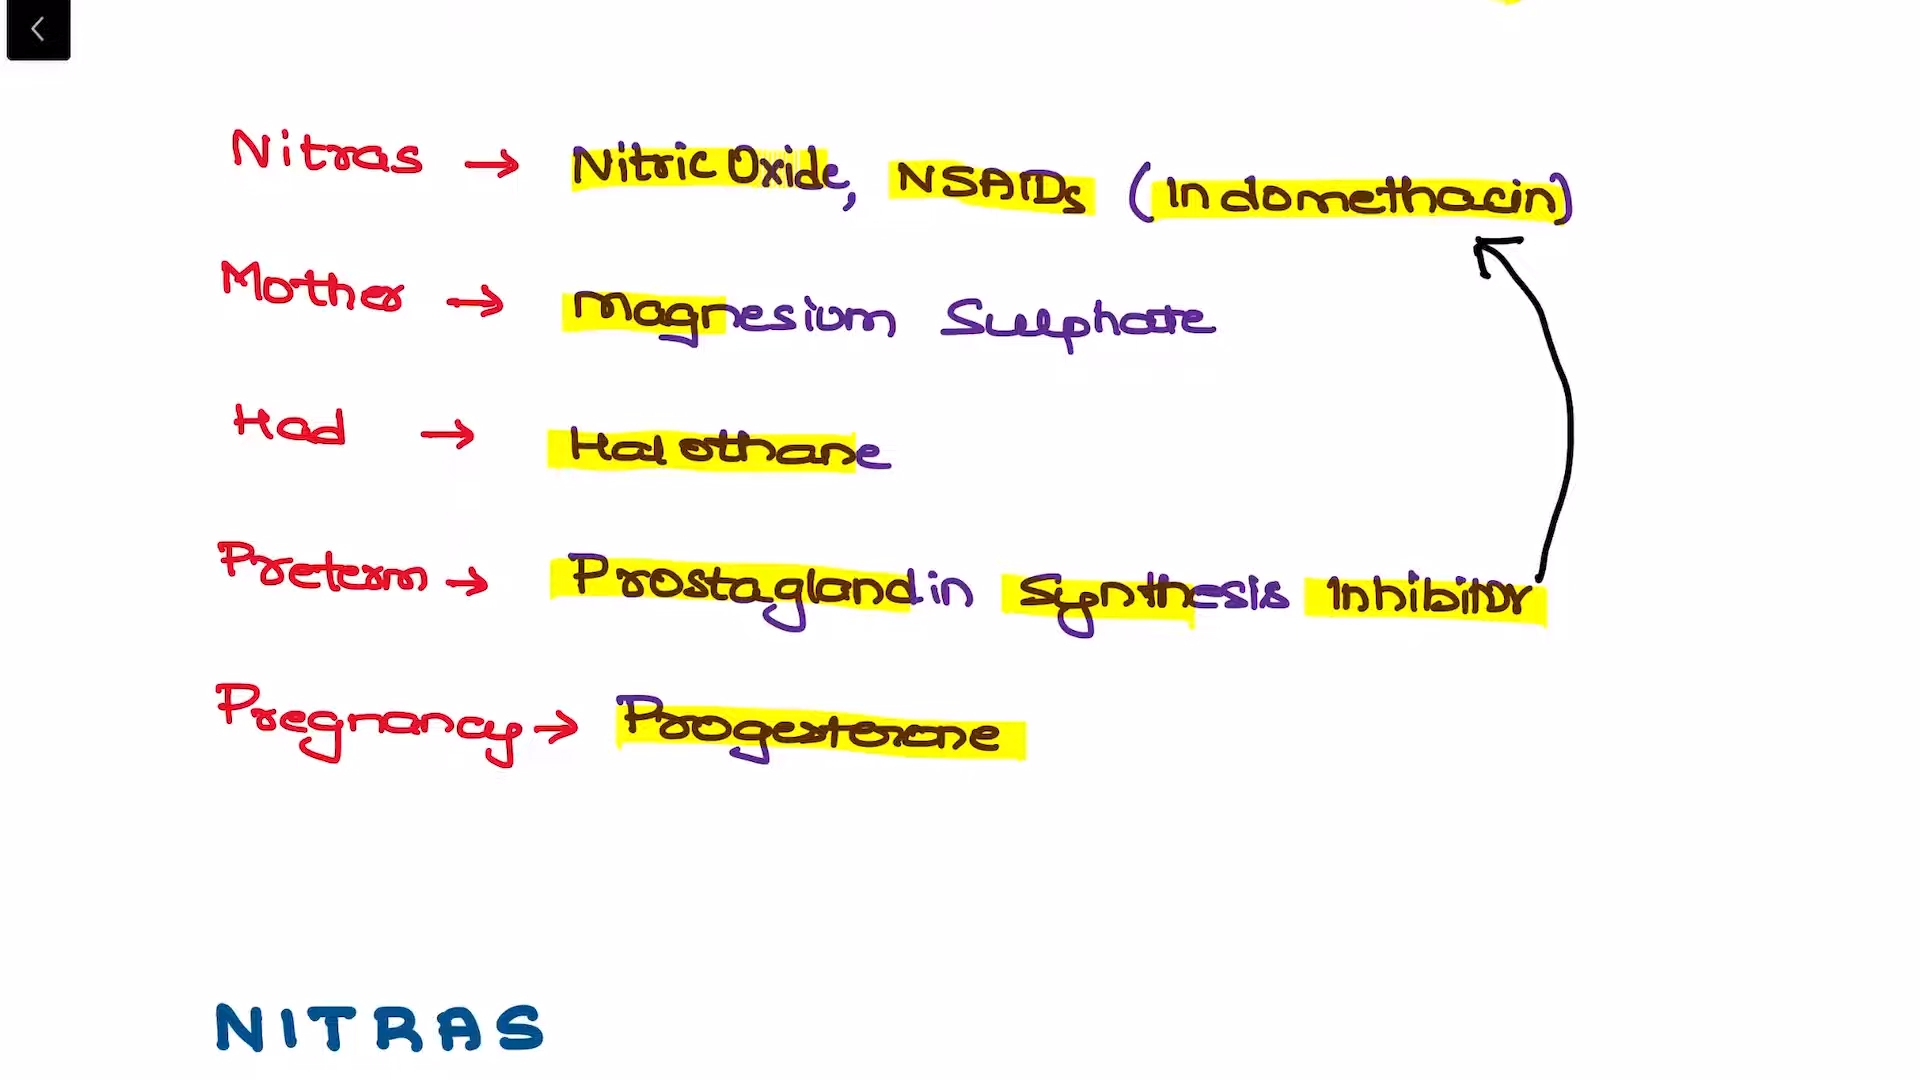 Nitras → Nitric Oxide, NSAIDs (Indomethacin)
Mother → Magnesium Sulphate
Had → Halothane
Preterm → Prostaglandin Synthesis Inhibitor
Pregnancy → Progesterone
NITRAS